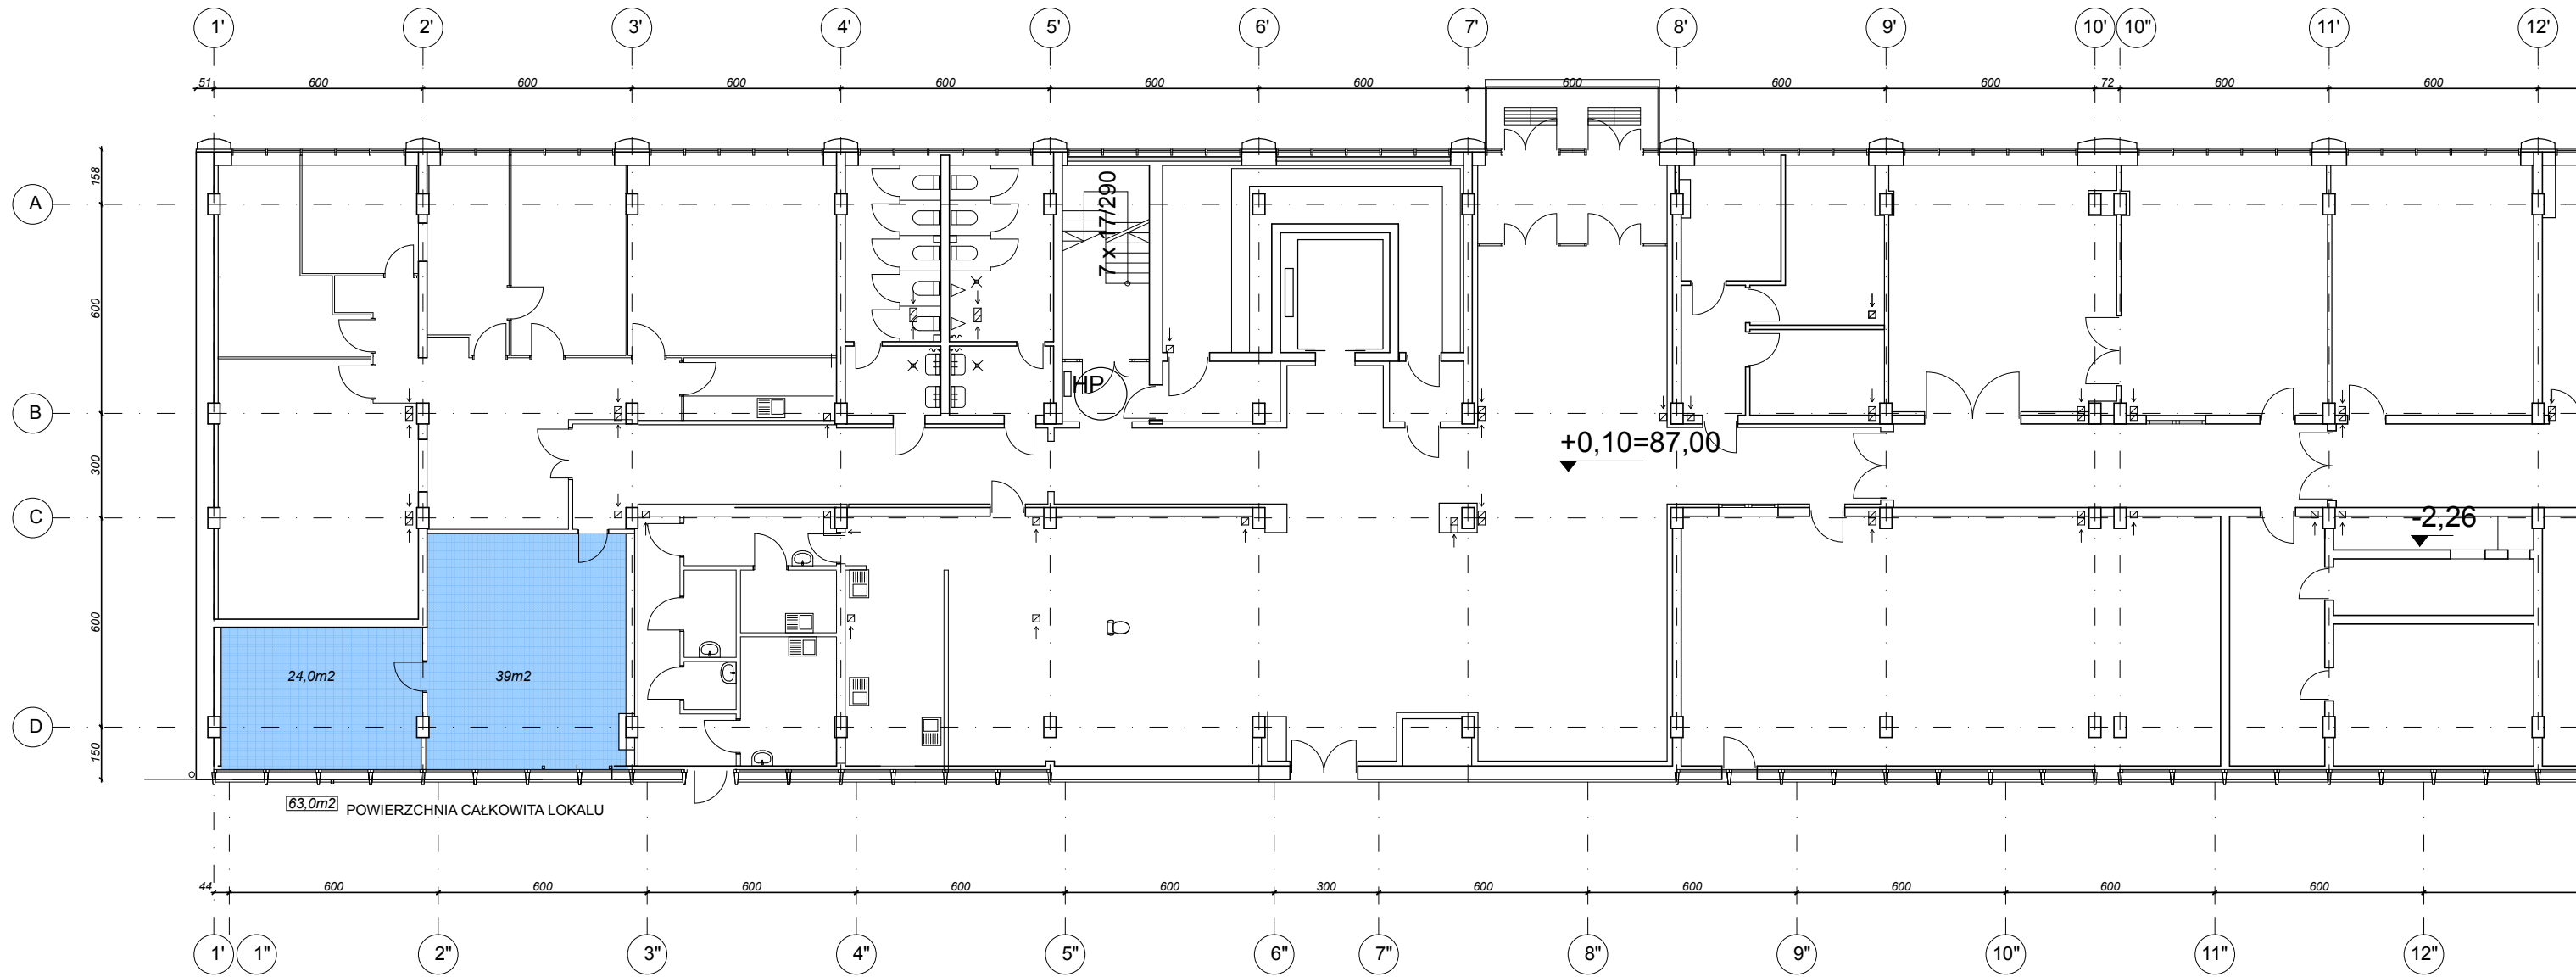 1' 2' 3' 4' 5' 6' 7' 8' 9' 10' 10" 11' 12'
51 600 600 600 600 600 600 600 600 600 72 600 600
158
A
7 x 17/290
600
HP
B
+0,10=87,00
300
C
-2,26
600
24,0m2 39m2
D
150
63,0m2 POWIERZCHNIA CAŁKOWITA LOKALU
44 600 600 600 600 600 300 600 600 600 600 600
1' 1" 2" 3" 4" 5" 6" 7" 8" 9" 10" 11" 12"